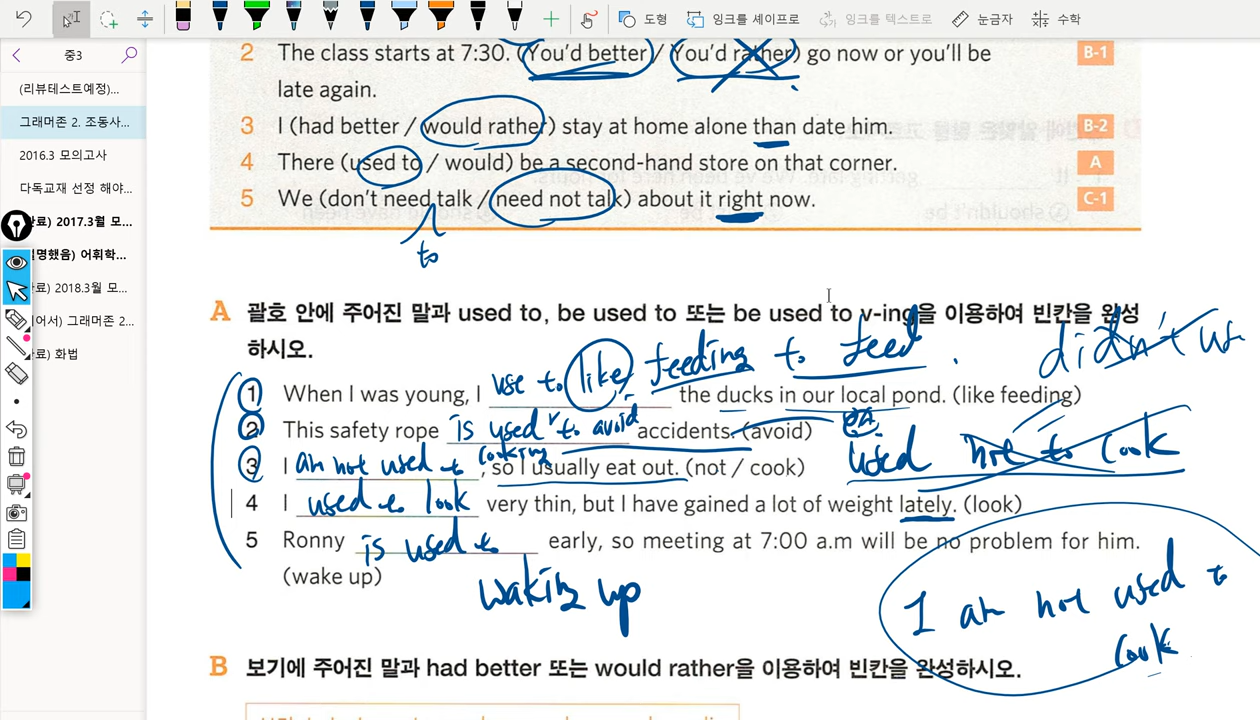 도형 잉크를 셰이프로 잉크를 텍스트로 눈금자 수학
중3
(리뷰테스트예정)...
그래머존 2. 조동사...
2016.3 모의고사
다독교재 선정 해야...
료) 2017.3월 모...
명했음) 어휘학...
료) 2018.3월 모...
어서) 그래머존 2...
료) 화법
2 The class starts at 7:30. (You'd better / You'd rather) go now or you'll be B-1
late again.
3 I (had better / would rather) stay at home alone than date him. B-2
4 There (used to / would) be a second-hand store on that corner. A
5 We (don't need talk / need not talk) about it right now. C-1
to
A 괄호 안에 주어진 말과 used to, be used to 또는 be used to v-ing을 이용하여 빈칸을 완성
하시오.
feeding to feed. didn't use
1 When I was young, I use to like the ducks in our local pond. (like feeding)
2 This safety rope is used to avoid accidents. (avoid)
3 I am not used to cooking, so I usually eat out. (not / cook) used not to cook
4 I used to look very thin, but I have gained a lot of weight lately. (look)
5 Ronny is used to early, so meeting at 7:00 a.m will be no problem for him.
(wake up) waking up
I am not used to
cook
B 보기에 주어진 말과 had better 또는 would rather을 이용하여 빈칸을 완성하시오.